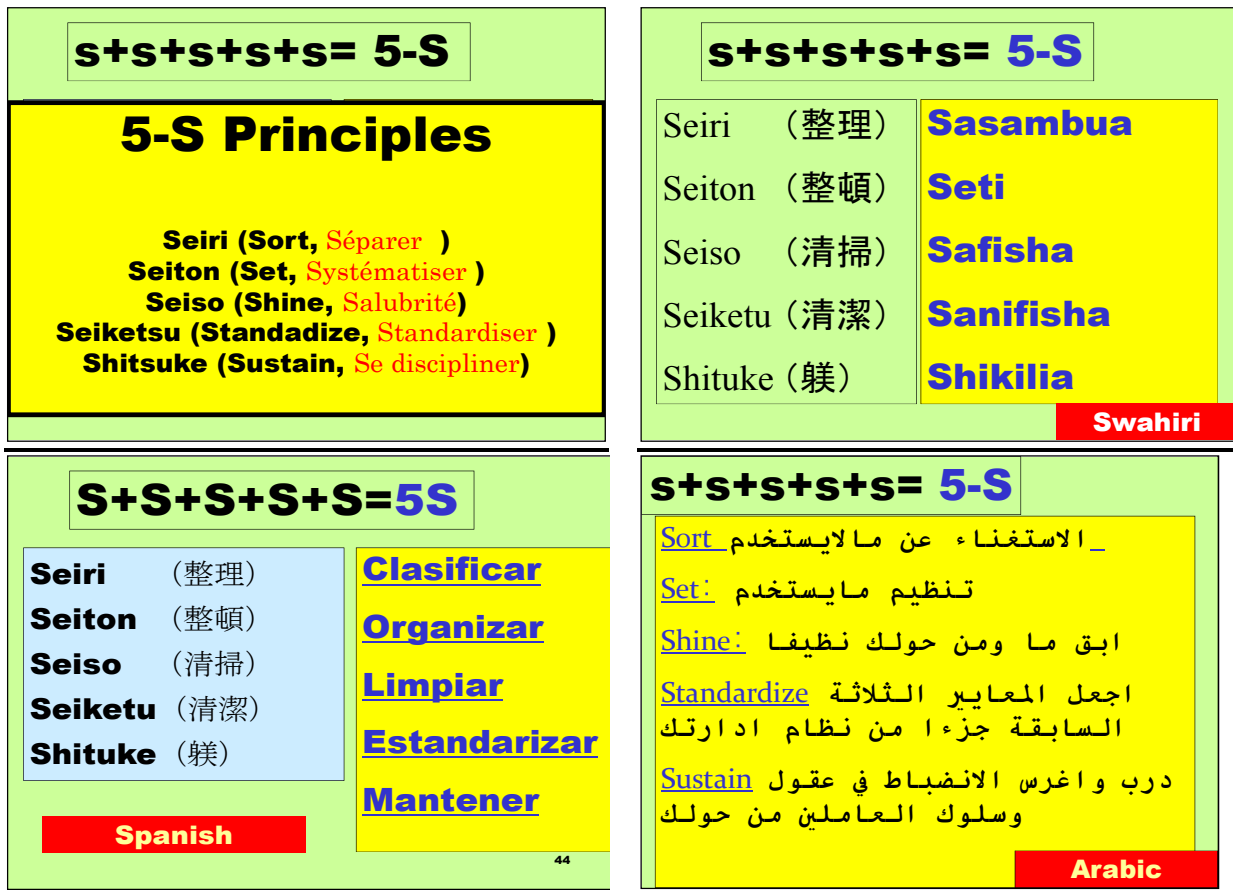 s+s+s+s+s= 5-S
5-S Principles
Seiri (Sort, Séparer )
Seiton (Set, Systématiser )
Seiso (Shine, Salubrité)
Seiketsu (Standadize, Standardiser )
Shitsuke (Sustain, Se discipliner)
s+s+s+s+s= 5-S
Seiri （整理） Sasambua
Seiton （整頓） Seti
Seiso （清掃） Safisha
Seiketu（清潔） Sanifisha
Shituke（躾） Shikilia
Swahiri
S+S+S+S+S=5S
Seiri （整理） Clasificar
Seiton （整頓） Organizar
Seiso （清掃） Limpiar
Seiketu（清潔） Estandarizar
Shituke（躾） Mantener
Spanish
44
s+s+s+s+s= 5-S
Sort الاستغناء عن مالايستخدم
Set: تنظيم مايستخدم
Shine: ابق ما ومن حولك نظيفا
Standardize اجعل المعاير الثلاثة
السابقة جزءا من نظام ادارتك
Sustain درب واغرس الانضباط في عقول
وسلوك العاملين من حولك
Arabic